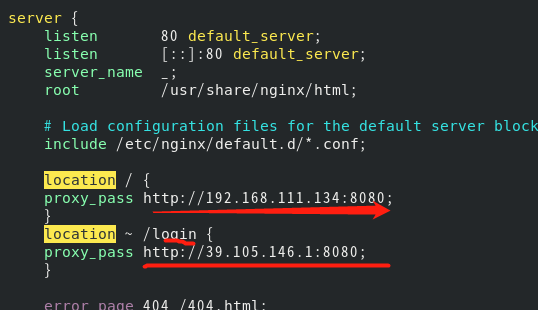 server {
listen 80 default_server;
listen [::]:80 default_server;
server_name _;
root /usr/share/nginx/html;
# Load configuration files for the default server block
include /etc/nginx/default.d/*.conf;
location / {
proxy_pass http://192.168.111.134:8080;
}
location ~ /login {
proxy_pass http://39.105.146.1:8080;
}
error_page 404 /404.html;